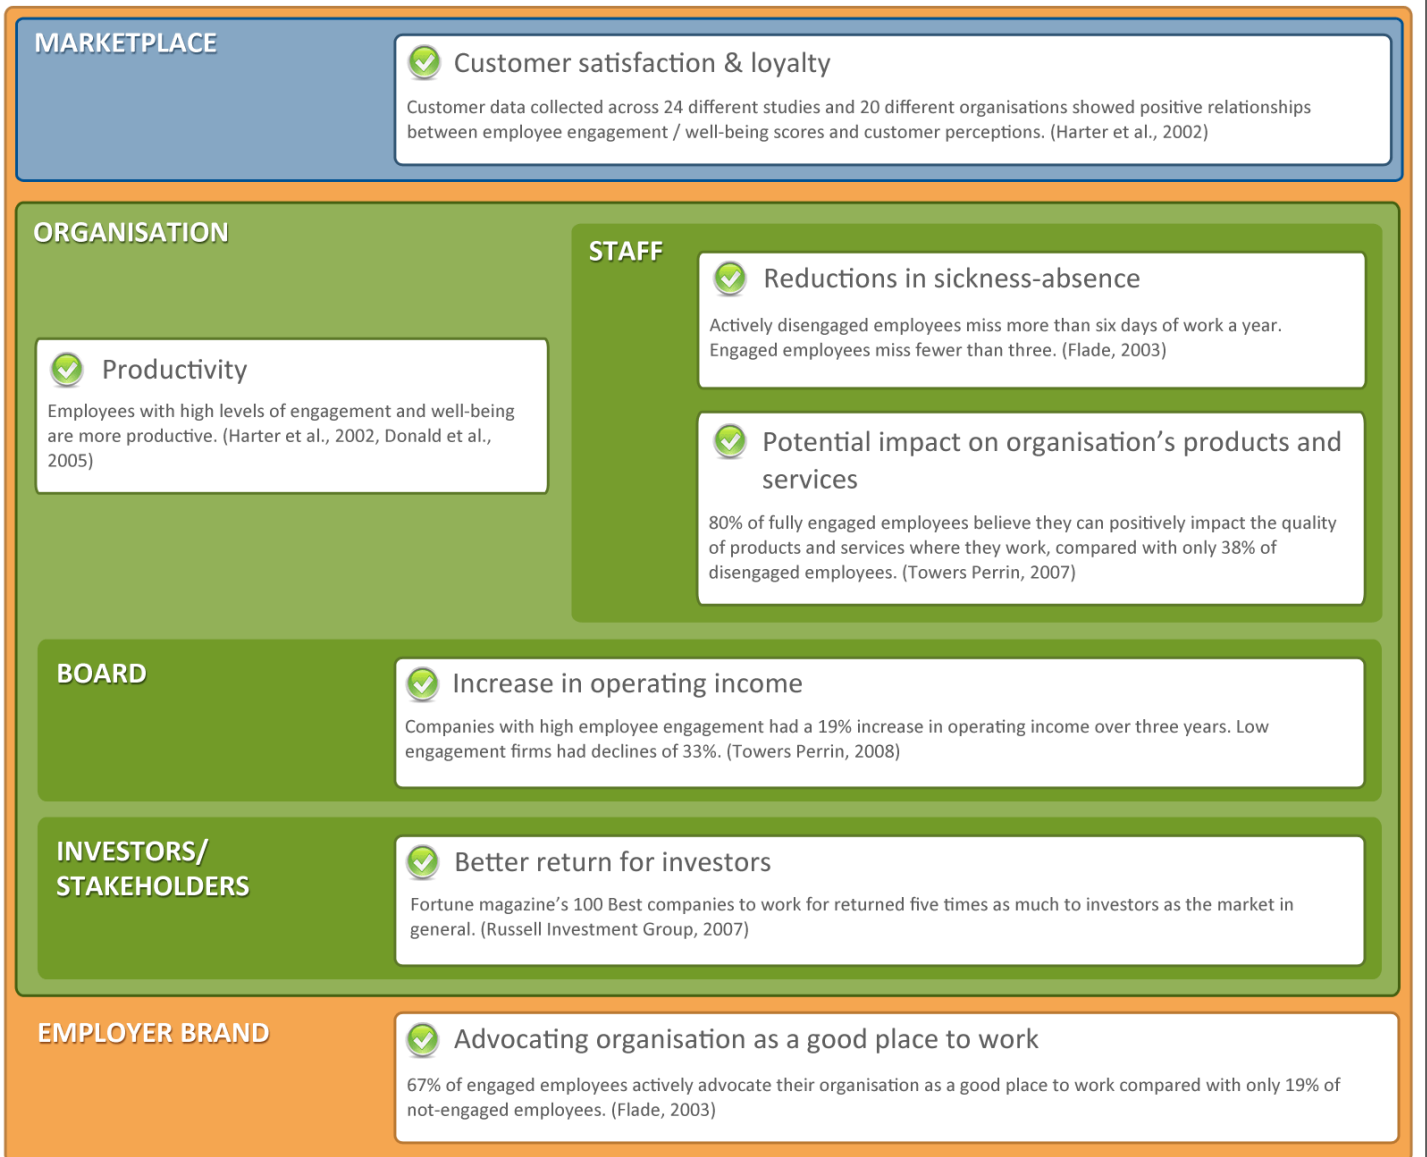 MARKETPLACE
Customer satisfaction & loyalty
Customer data collected across 24 different studies and 20 different organisations showed positive relationships
between employee engagement / well-being scores and customer perceptions. (Harter et al., 2002)
ORGANISATION
Productivity
Employees with high levels of engagement and well-being
are more productive. (Harter et al., 2002, Donald et al.,
2005)
STAFF
Reductions in sickness-absence
Actively disengaged employees miss more than six days of work a year.
Engaged employees miss fewer than three. (Flade, 2003)
Potential impact on organisation’s products and
services
80% of fully engaged employees believe they can positively impact the quality
of products and services where they work, compared with only 38% of
disengaged employees. (Towers Perrin, 2007)
BOARD
Increase in operating income
Companies with high employee engagement had a 19% increase in operating income over three years. Low
engagement firms had declines of 33%. (Towers Perrin, 2008)
INVESTORS/
STAKEHOLDERS
Better return for investors
Fortune magazine’s 100 Best companies to work for returned five times as much to investors as the market in
general. (Russell Investment Group, 2007)
EMPLOYER BRAND
Advocating organisation as a good place to work
67% of engaged employees actively advocate their organisation as a good place to work compared with only 19% of
not-engaged employees. (Flade, 2003)